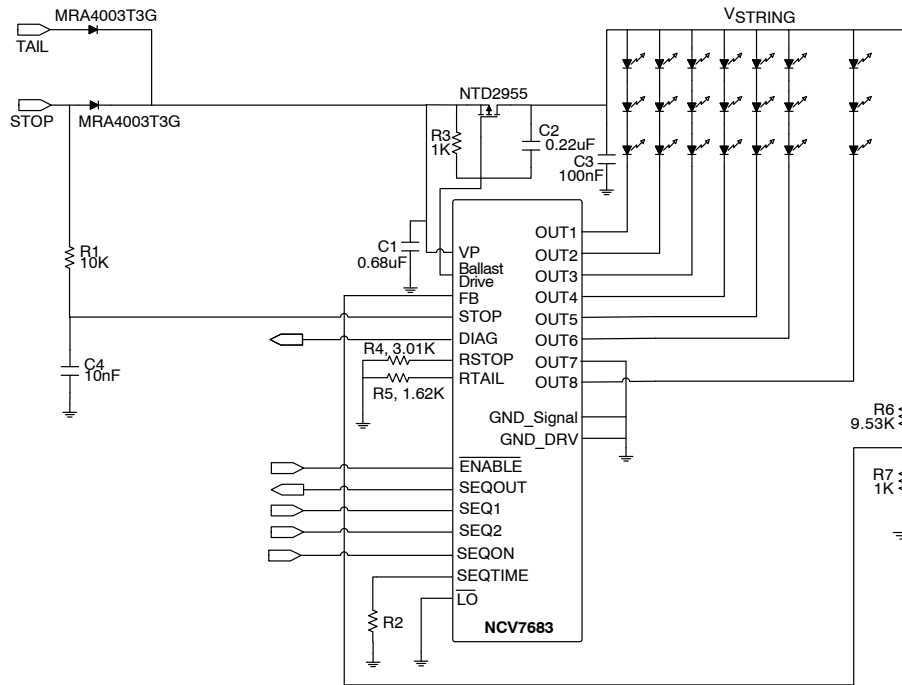 MRA4003T3G
TAIL
STOP
MRA4003T3G
VSTRING
NTD2955
R3
1K
C2
0.22uF
C3
100nF
R1
10K
C1
0.68uF
C4
10nF
R4, 3.01K
R5, 1.62K
R2
VP
Ballast
Drive
FB
STOP
DIAG
RSTOP
RTAIL
ENABLE
SEQOUT
SEQ1
SEQ2
SEQON
SEQTIME
LO
OUT1
OUT2
OUT3
OUT4
OUT5
OUT6
OUT7
OUT8
GND_Signal
GND_DRV
NCV7683
R6
9.53K
R7
1K